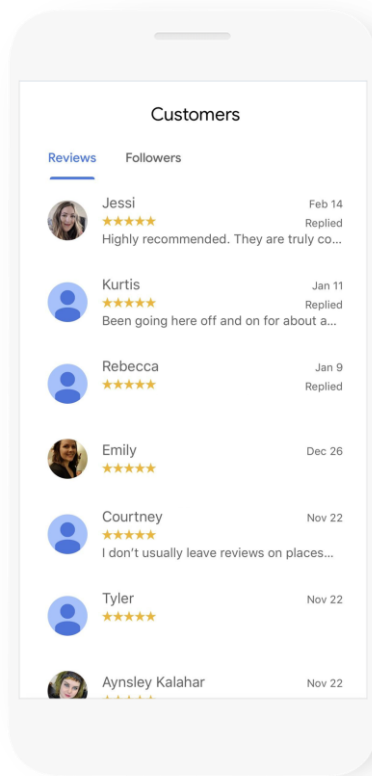 Customers
Reviews Followers
Jessi Feb 14
Replied
Highly recommended. They are truly co...
Kurtis Jan 11
Replied
Been going here off and on for about a...
Rebecca Jan 9
Replied
Emily Dec 26
Courtney Nov 22
I don't usually leave reviews on places...
Tyler Nov 22
Aynsley Kalahar Nov 22